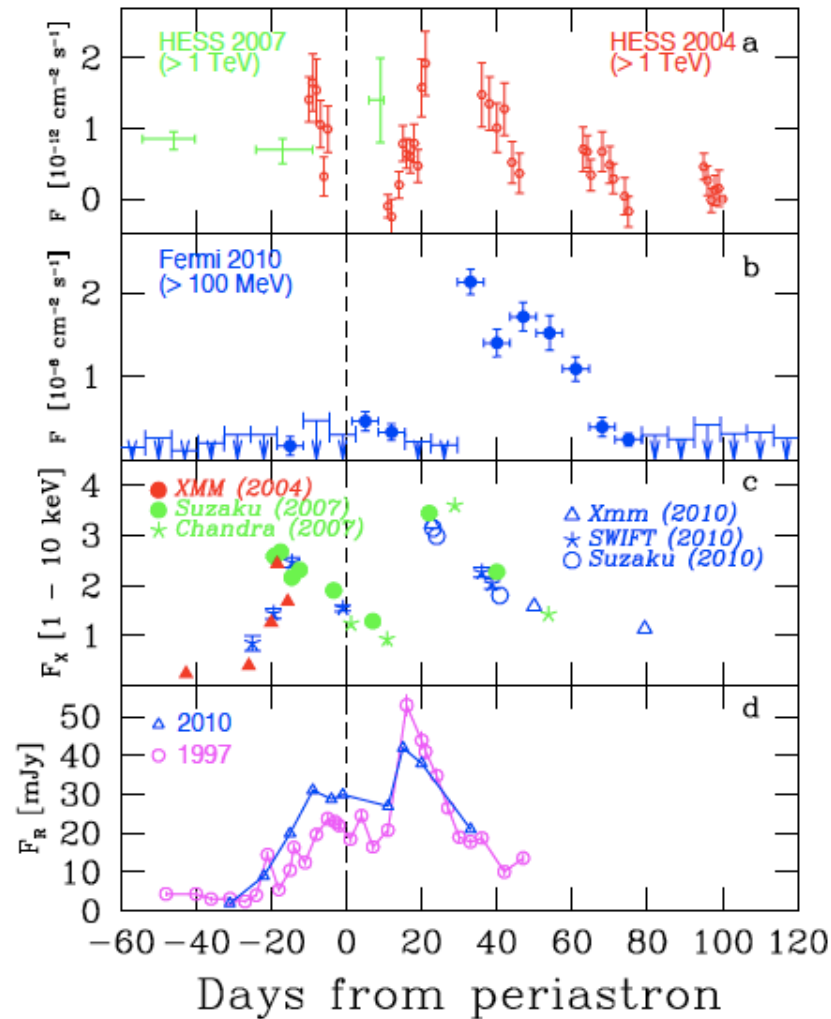 HESS 2007
(> 1 TeV)
HESS 2004
(> 1 TeV)
a
2
1
0
F [10⁻¹² cm⁻² s⁻¹]
Fermi 2010
(> 100 MeV)
b
2
1
F [10⁻⁶ cm⁻² s⁻¹]
c
XMM (2004)
Suzaku (2007)
Chandra (2007)
Xmm (2010)
SWIFT (2010)
Suzaku (2010)
4
3
2
1
F_X [1 − 10 keV]
d
2010
1997
50
40
30
20
10
0
F_R [mJy]
−60 −40 −20 0 20 40 60 80 100 120
Days from periastron